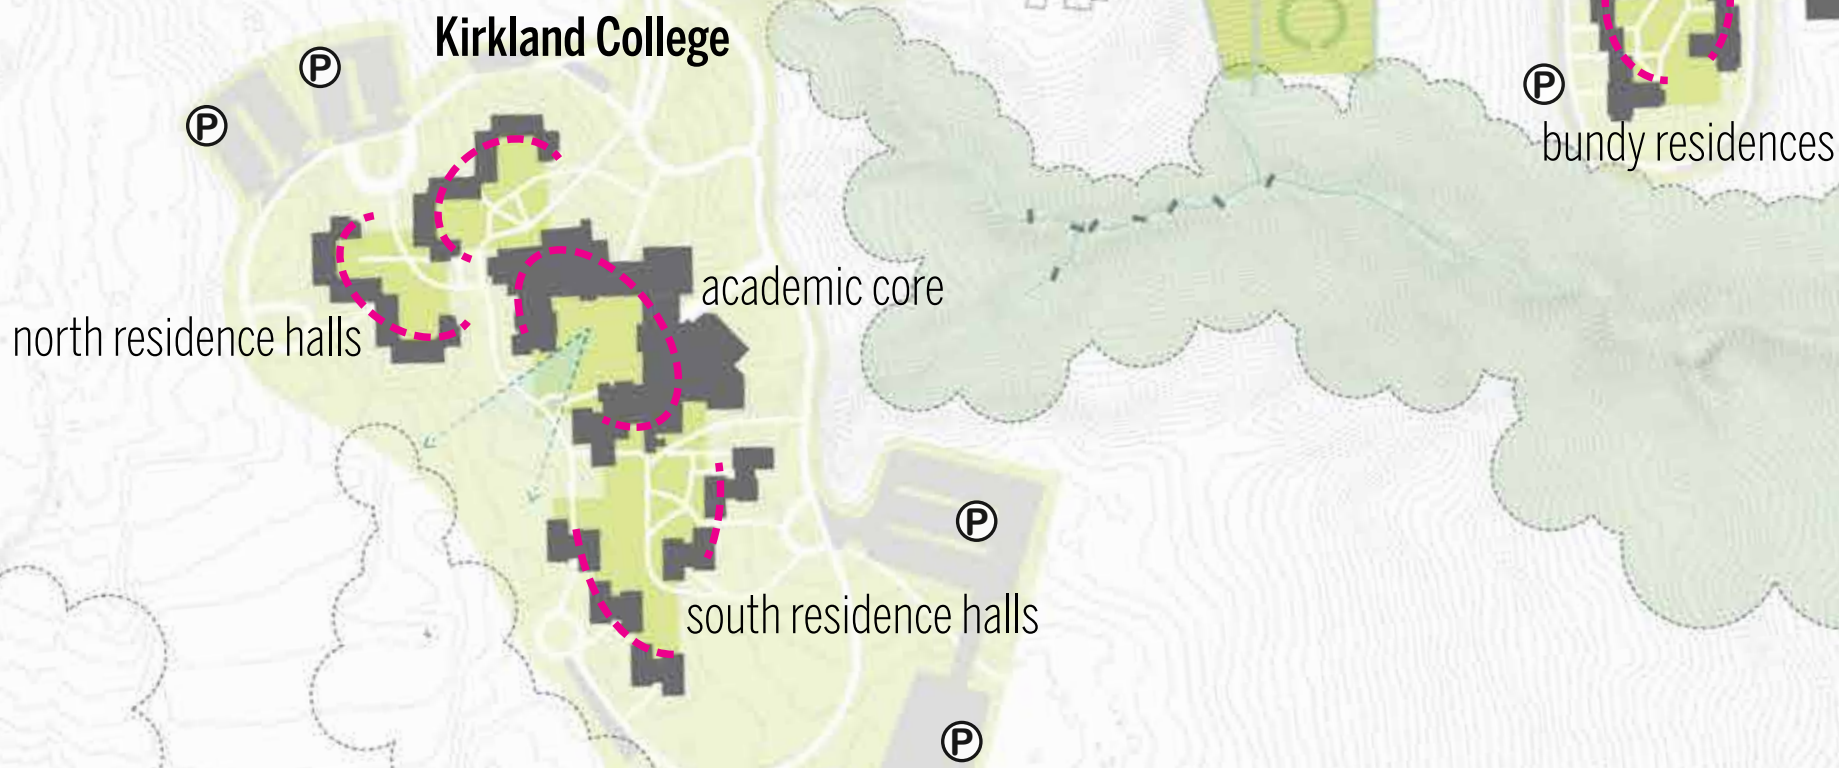 Kirkland College
P
P
P
bundy residences
academic core
north residence halls
P
south residence halls
P